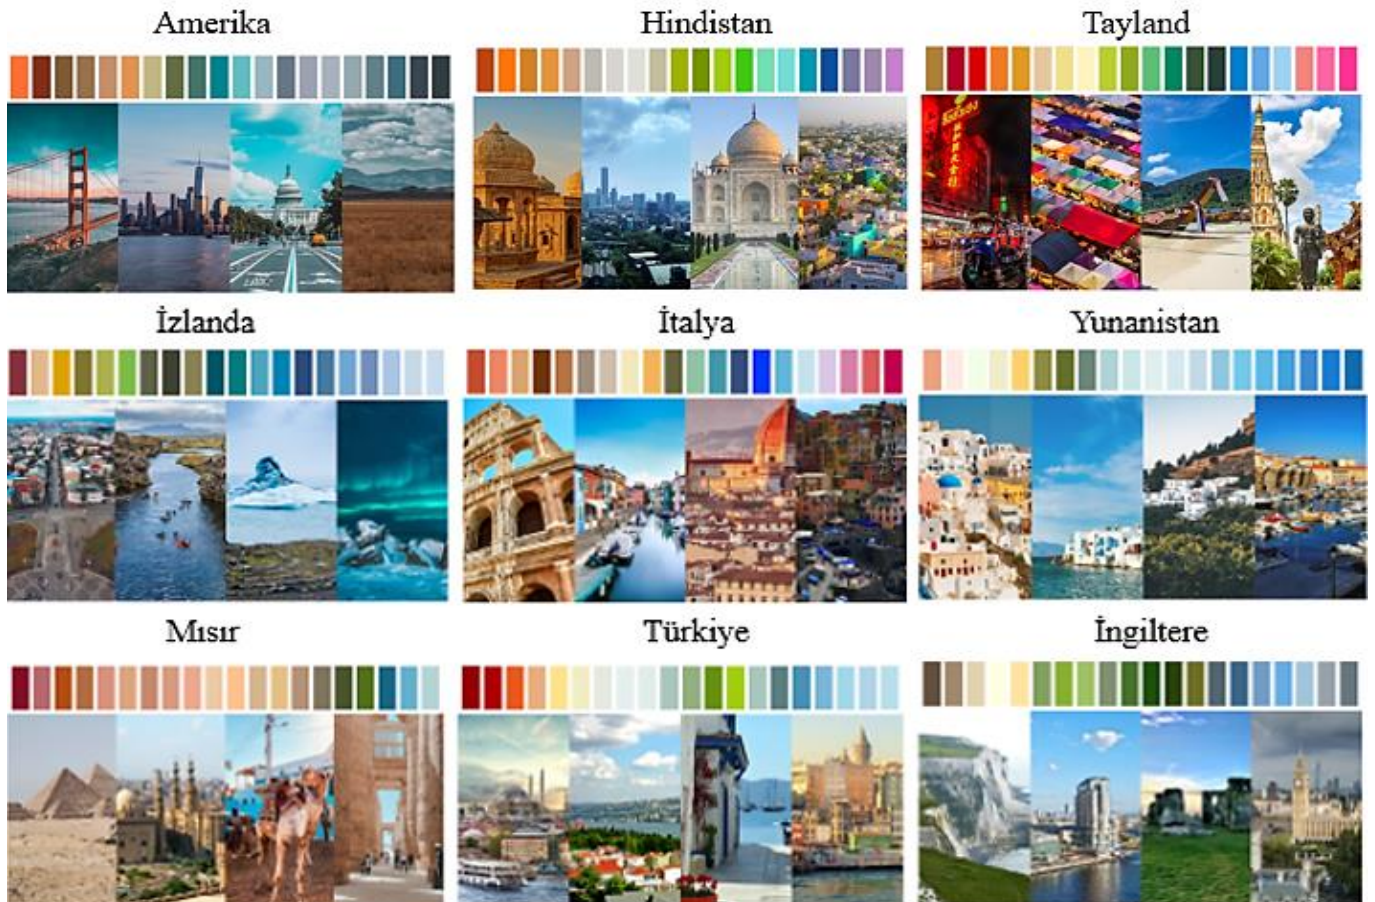 Amerika
Hindistan
Tayland
İzlanda
İtalya
Yunanistan
Mısır
Türkiye
İngiltere